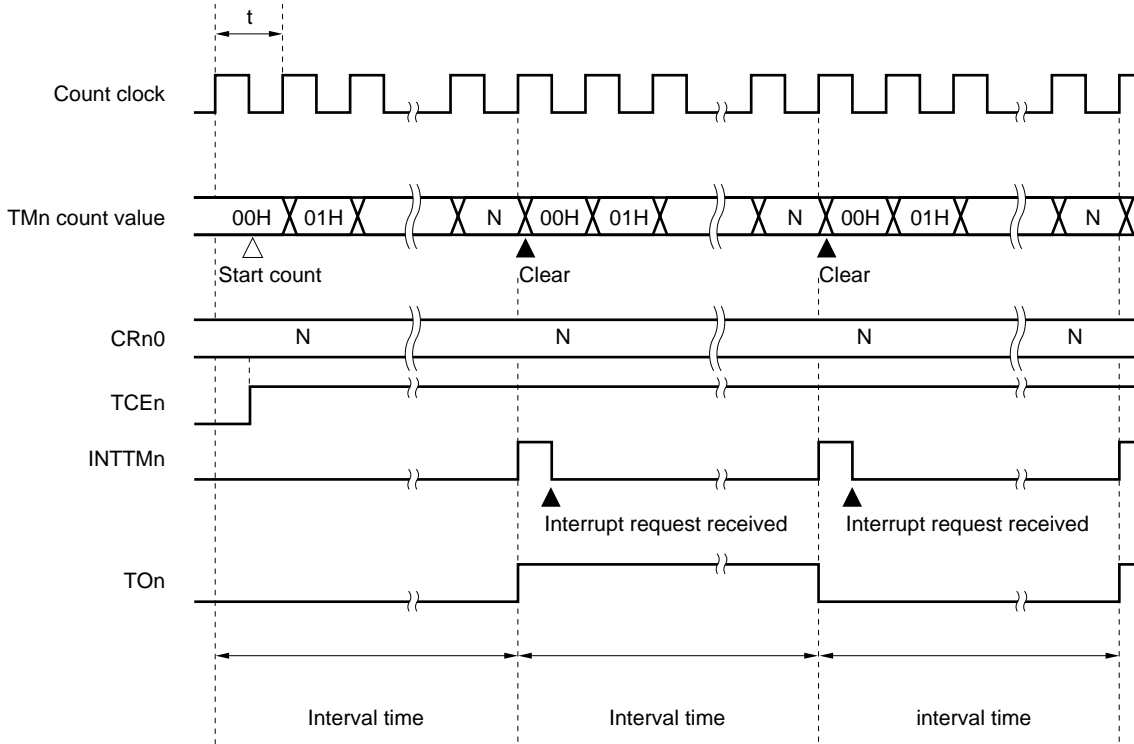 t
Count clock
TMn count value 00H 01H N 00H 01H N 00H 01H N
Start count Clear Clear
CRn0 N N N N
TCEn
INTTMn
Interrupt request received Interrupt request received
TOn
Interval time Interval time interval time